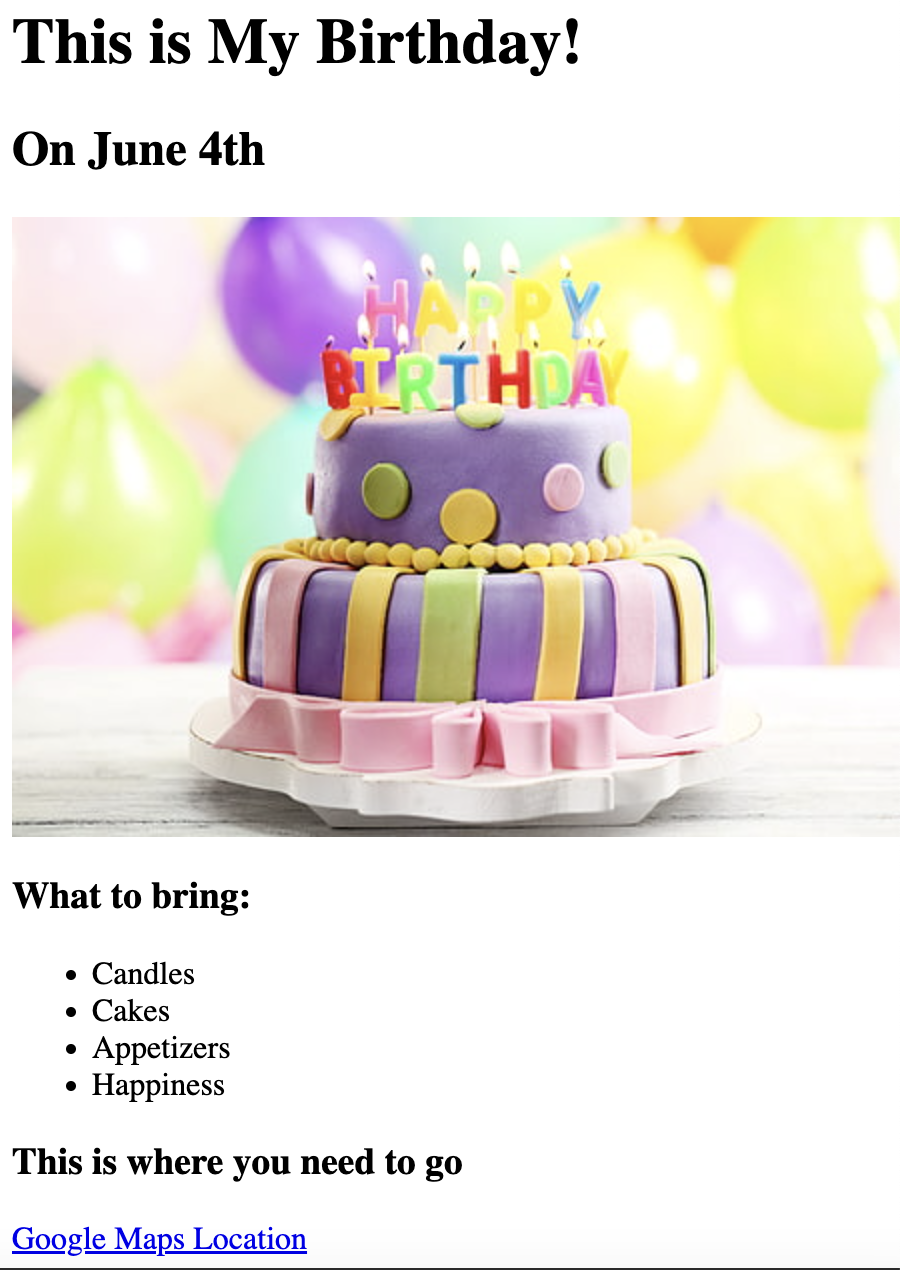 This is My Birthday!
On June 4th
HAPPY
BIRTHDAY
What to bring:
Candles
Cakes
Appetizers
Happiness
This is where you need to go
Google Maps Location